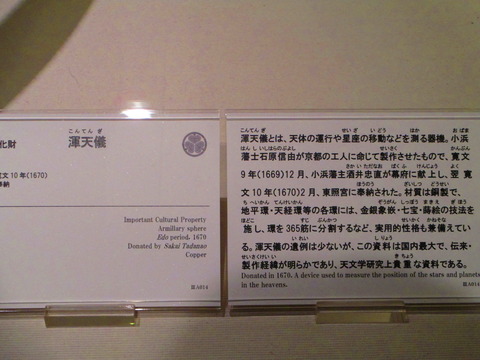 こんてんぎ
化財
渾天儀
文10年(1670)
奉納
Important Cultural Property
Armillary sphere
Edo period, 1670
Donated by Sakai Tadanao
Copper
ⅢA014
渾天儀とは、天体の運行や星座の移動などを測る器機。小浜
藩士石原信由が京都の工人に命じて製作させたもので、寛文
9年(1669)12月、小浜藩主酒井忠直が幕府に献上し、翌 寛
文10年(1670)2月、東照宮に奉納された。材質は銅製で、
地平環・天経環等の各環には、金銀象嵌・七宝・蒔絵の技法を
施し、環を365筋に分割するなど、実用的性格も兼備えてい
る。渾天儀の遺例は少ないが、この資料は国内最大で、伝来・
製作経緯が明らかであり、天文学研究上貴重な資料である。
Donated in 1670. A device used to measure the position of the stars and planets
in the heavens.
ⅢA014